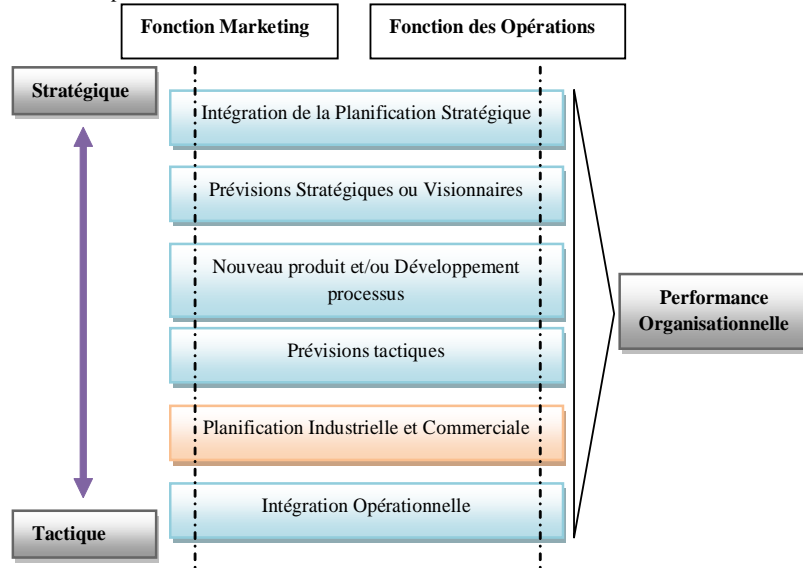 Fonction Marketing
Fonction des Opérations
Stratégique
Intégration de la Planification Stratégique
Prévisions Stratégiques ou Visionnaires
Nouveau produit et/ou Développement
processus
Performance
Organisationnelle
Prévisions tactiques
Planification Industrielle et Commerciale
Intégration Opérationnelle
Tactique